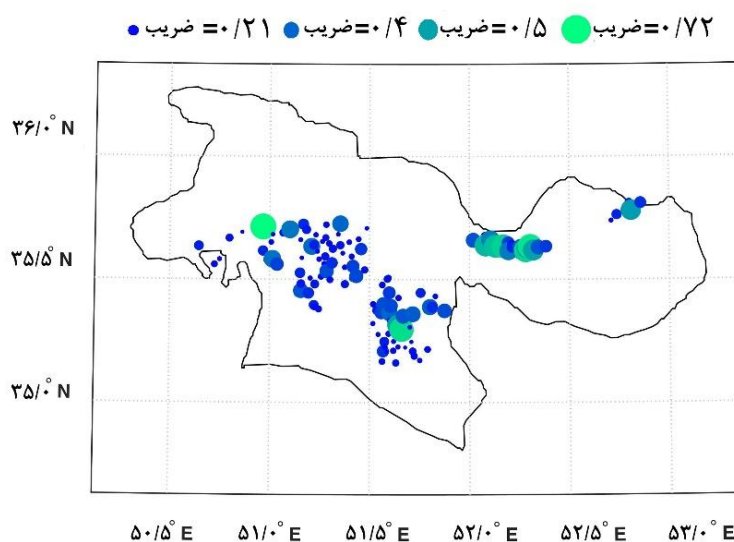 ضریب =۰/۲۱ ضریب=۰/۴ ضریب=۰/۵ ضریب=۰/۷۲
۳۶/۰° N
۳۵/۵° N
۳۵/۰° N
۵۰/۵° E ۵۱/۰° E ۵۱/۵° E ۵۲/۰° E ۵۲/۵° E ۵۳/۰° E